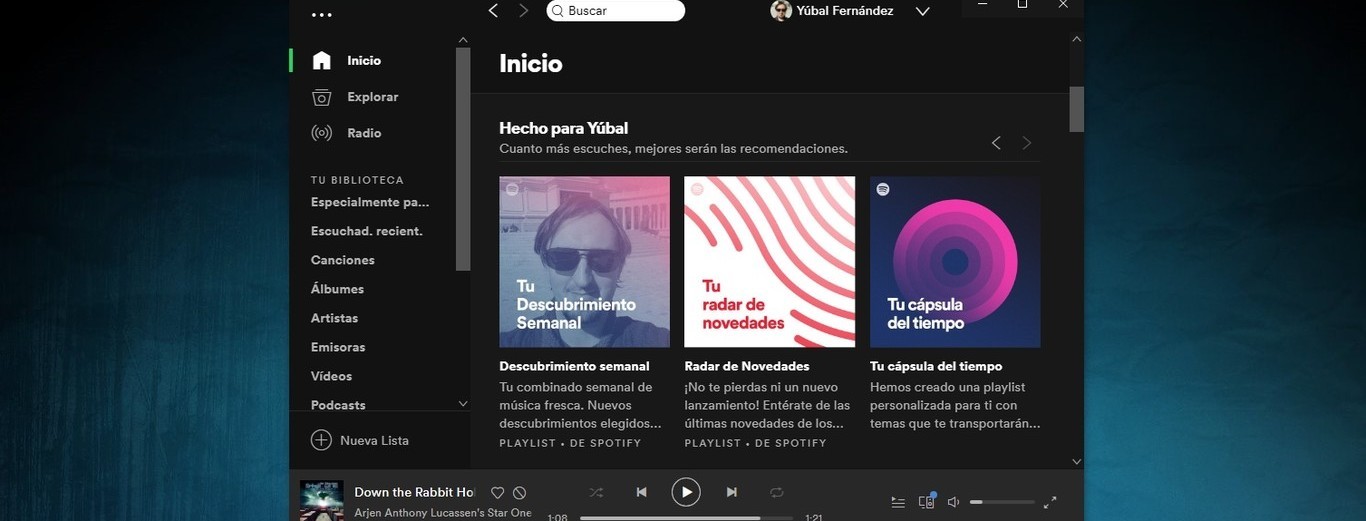 Buscar
Yúbal Fernández
Inicio
Explorar
Radio
TU BIBLIOTECA
Especialmente pa...
Escuchad. recient.
Canciones
Álbumes
Artistas
Emisoras
Vídeos
Podcasts
Nueva Lista
Inicio
Hecho para Yúbal
Cuanto más escuches, mejores serán las recomendaciones.
Tu
Descubrimiento
Semanal
Descubrimiento semanal
Tu combinado semanal de
música fresca. Nuevos
descubrimientos elegidos...
PLAYLIST • DE SPOTIFY
Tu
radar de
novedades
Radar de Novedades
¡No te pierdas ni un nuevo
lanzamiento! Entérate de las
últimas novedades de los...
PLAYLIST • DE SPOTIFY
Tu cápsula
del tiempo
Tu cápsula del tiempo
Hemos creado una playlist
personalizada para ti con
temas que te transportarán...
Down the Rabbit Ho
Arjen Anthony Lucassen's Star One
1:08
1:21